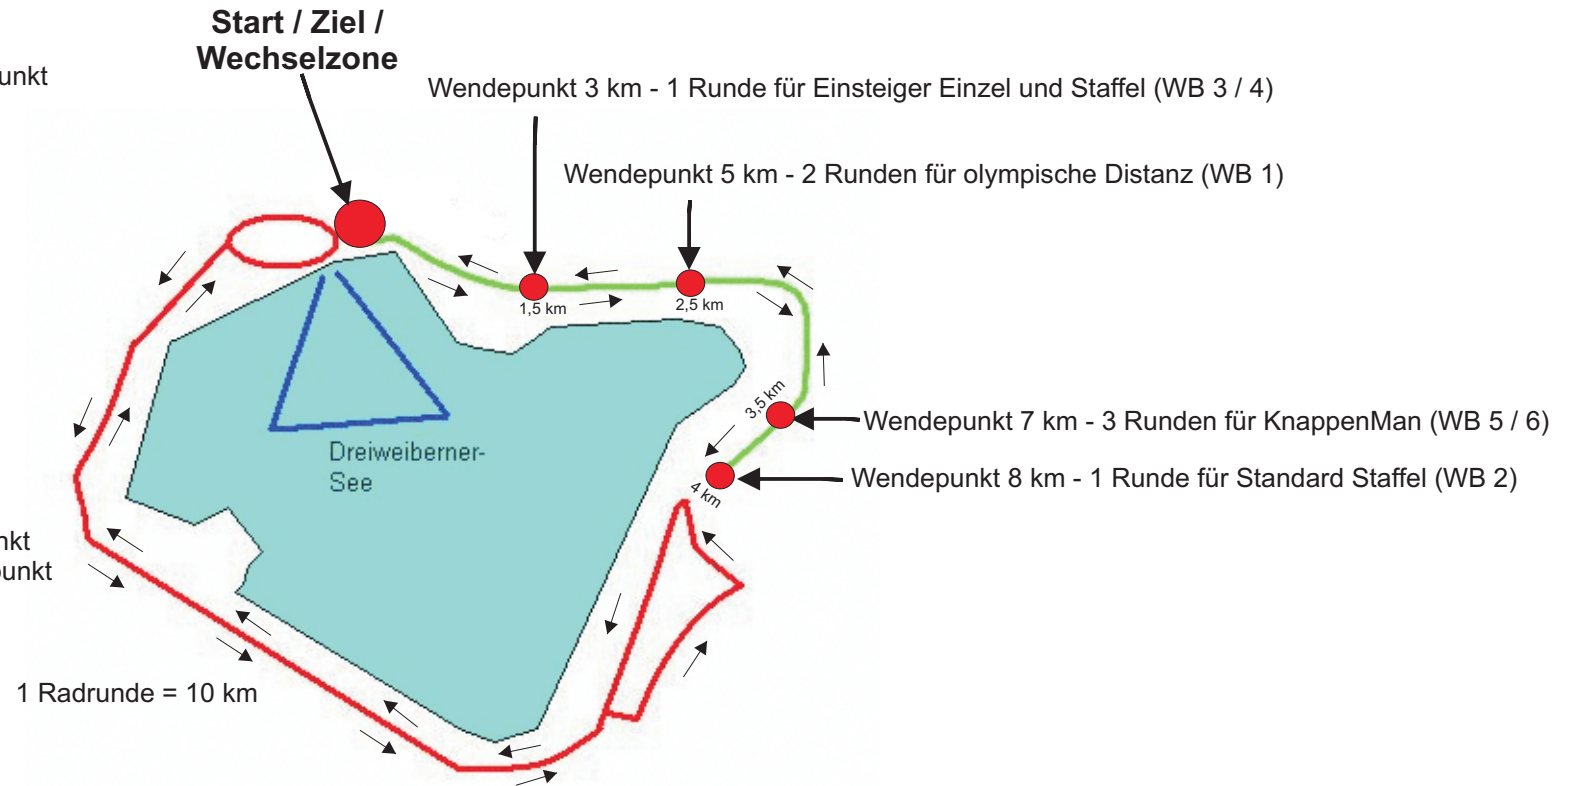 Start / Ziel /
Wechselzone
unkt
Wendepunkt 3 km - 1 Runde für Einsteiger Einzel und Staffel (WB 3 / 4)
Wendepunkt 5 km - 2 Runden für olympische Distanz (WB 1)
1,5 km
2,5 km
3,5 km
Wendepunkt 7 km - 3 Runden für KnappenMan (WB 5 / 6)
Dreiweiberner-
See
Wendepunkt 8 km - 1 Runde für Standard Staffel (WB 2)
4 km
nkt
punkt
1 Radrunde = 10 km